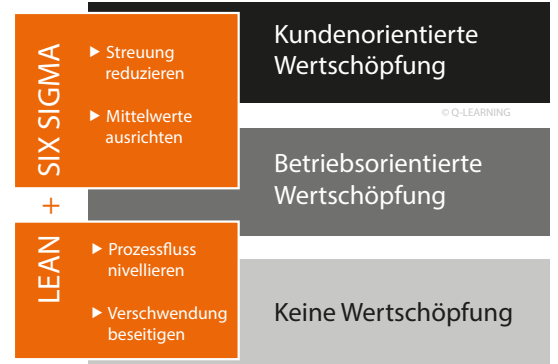 SIX SIGMA
▶ Streuung
reduzieren
▶ Mittelwerte
ausrichten
Kundenorientierte
Wertschöpfung
© Q-LEARNING
Betriebsorientierte
Wertschöpfung
+
LEAN
▶ Prozessfluss
nivellieren
▶ Verschwendung
beseitigen
Keine Wertschöpfung